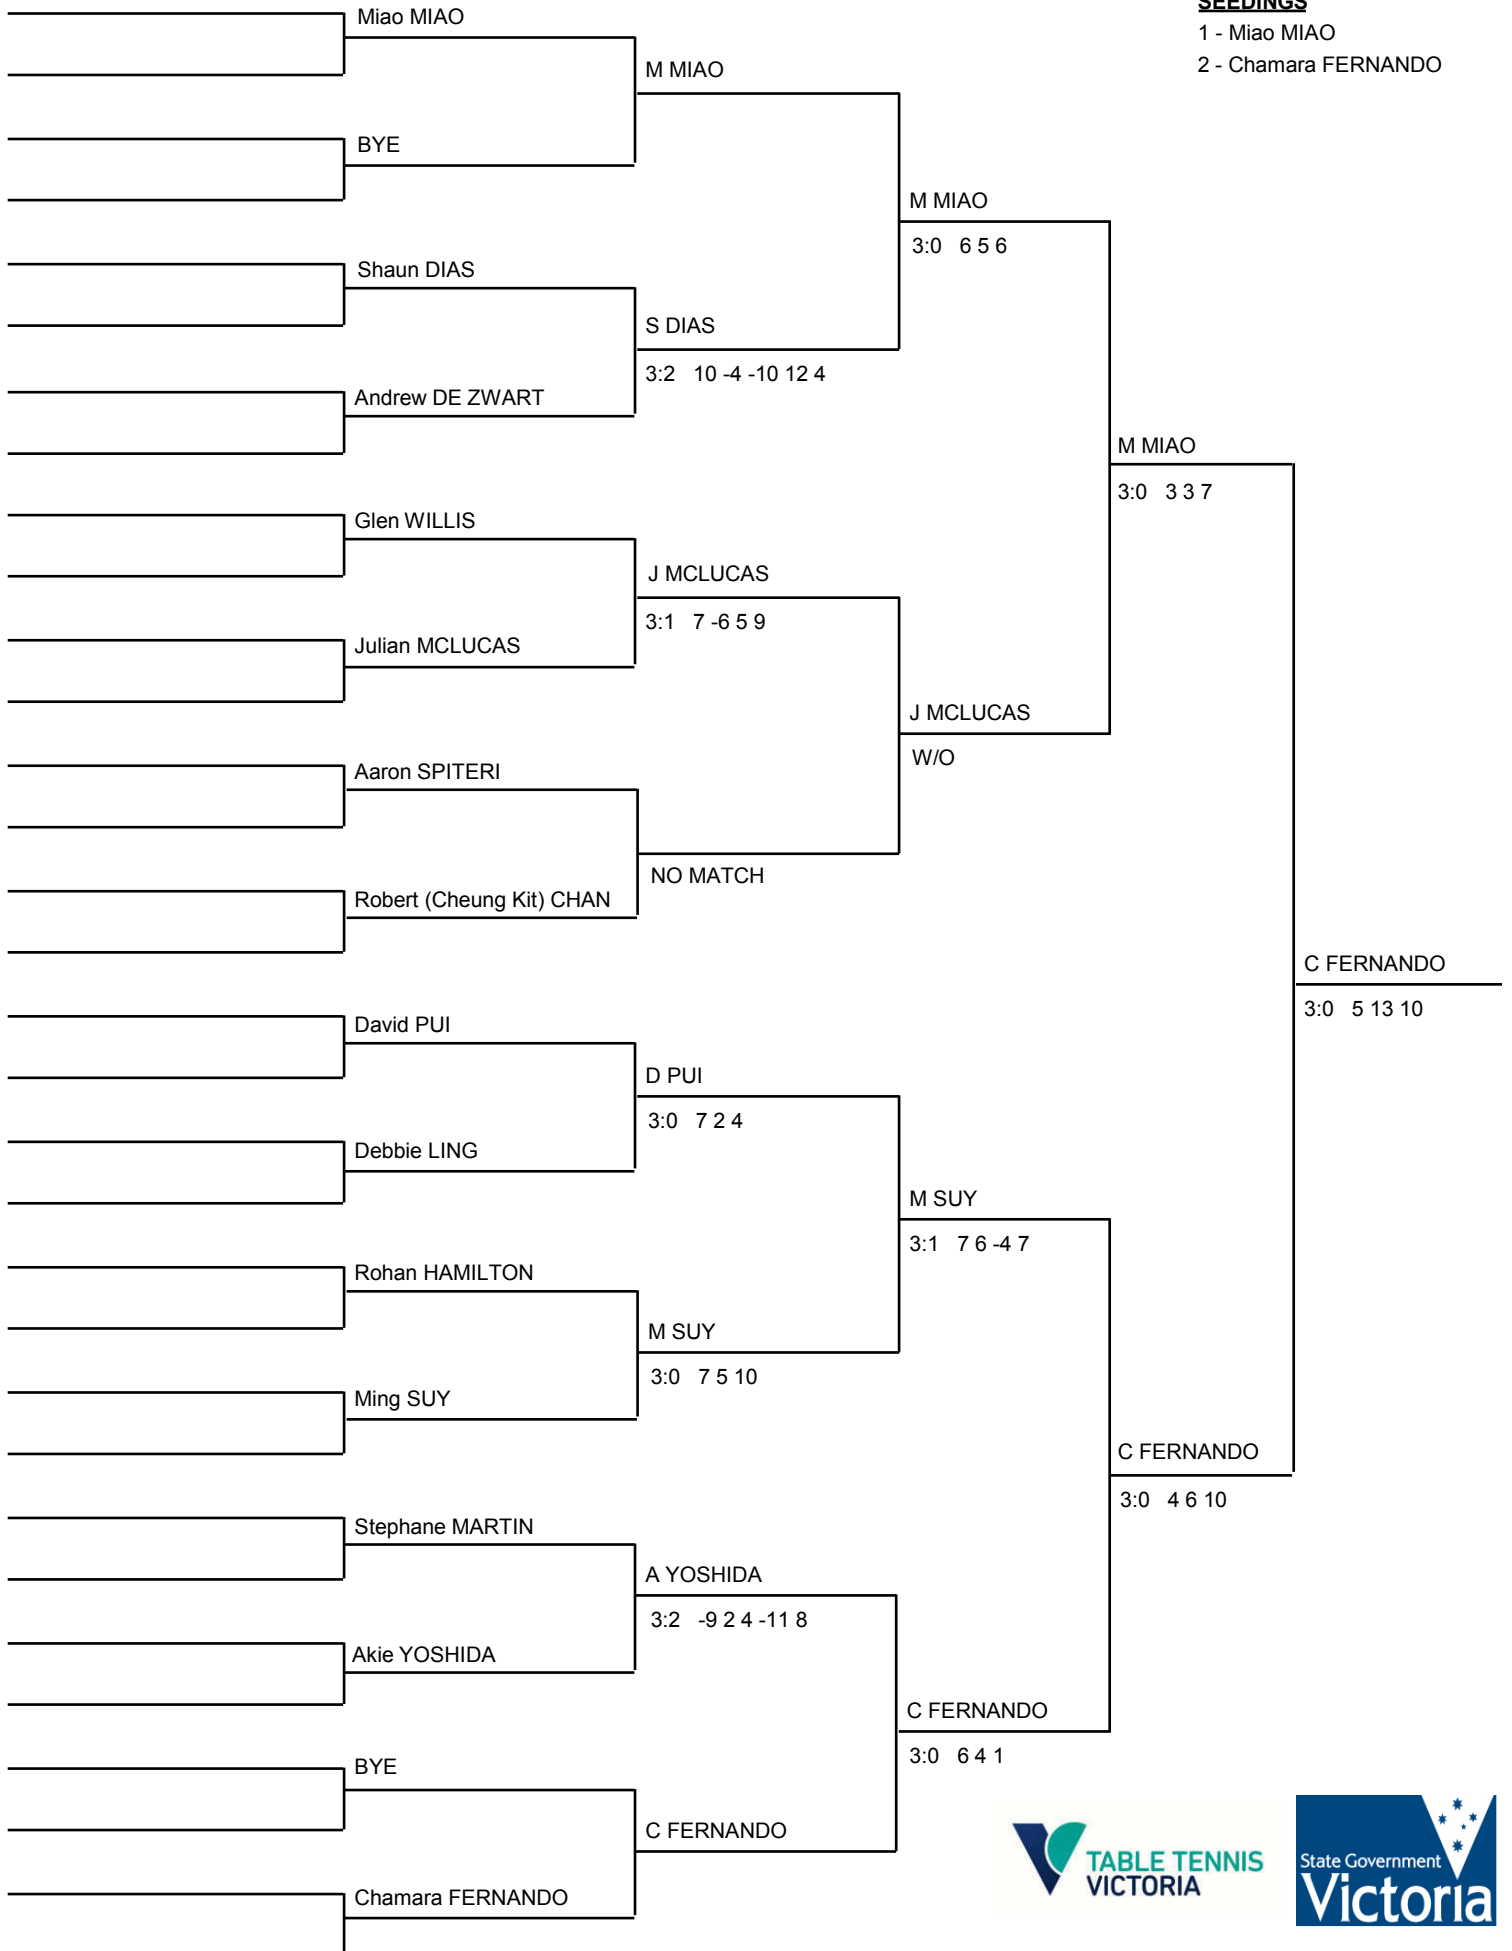 SEEDINGS
1 - Miao MIAO
2 - Chamara FERNANDO
Miao MIAO
M MIAO
BYE
M MIAO
3:0 6 5 6
Shaun DIAS
S DIAS
3:2 10 -4 -10 12 4
Andrew DE ZWART
M MIAO
3:0 3 3 7
Glen WILLIS
J MCLUCAS
3:1 7 -6 5 9
Julian MCLUCAS
J MCLUCAS
W/O
Aaron SPITERI
NO MATCH
Robert (Cheung Kit) CHAN
C FERNANDO
3:0 5 13 10
David PUI
D PUI
3:0 7 2 4
Debbie LING
M SUY
3:1 7 6 -4 7
Rohan HAMILTON
M SUY
3:0 7 5 10
Ming SUY
C FERNANDO
3:0 4 6 10
Stephane MARTIN
A YOSHIDA
3:2 -9 2 4 -11 8
Akie YOSHIDA
C FERNANDO
3:0 6 4 1
BYE
C FERNANDO
Chamara FERNANDO
TABLE TENNIS
VICTORIA
State Government
Victoria